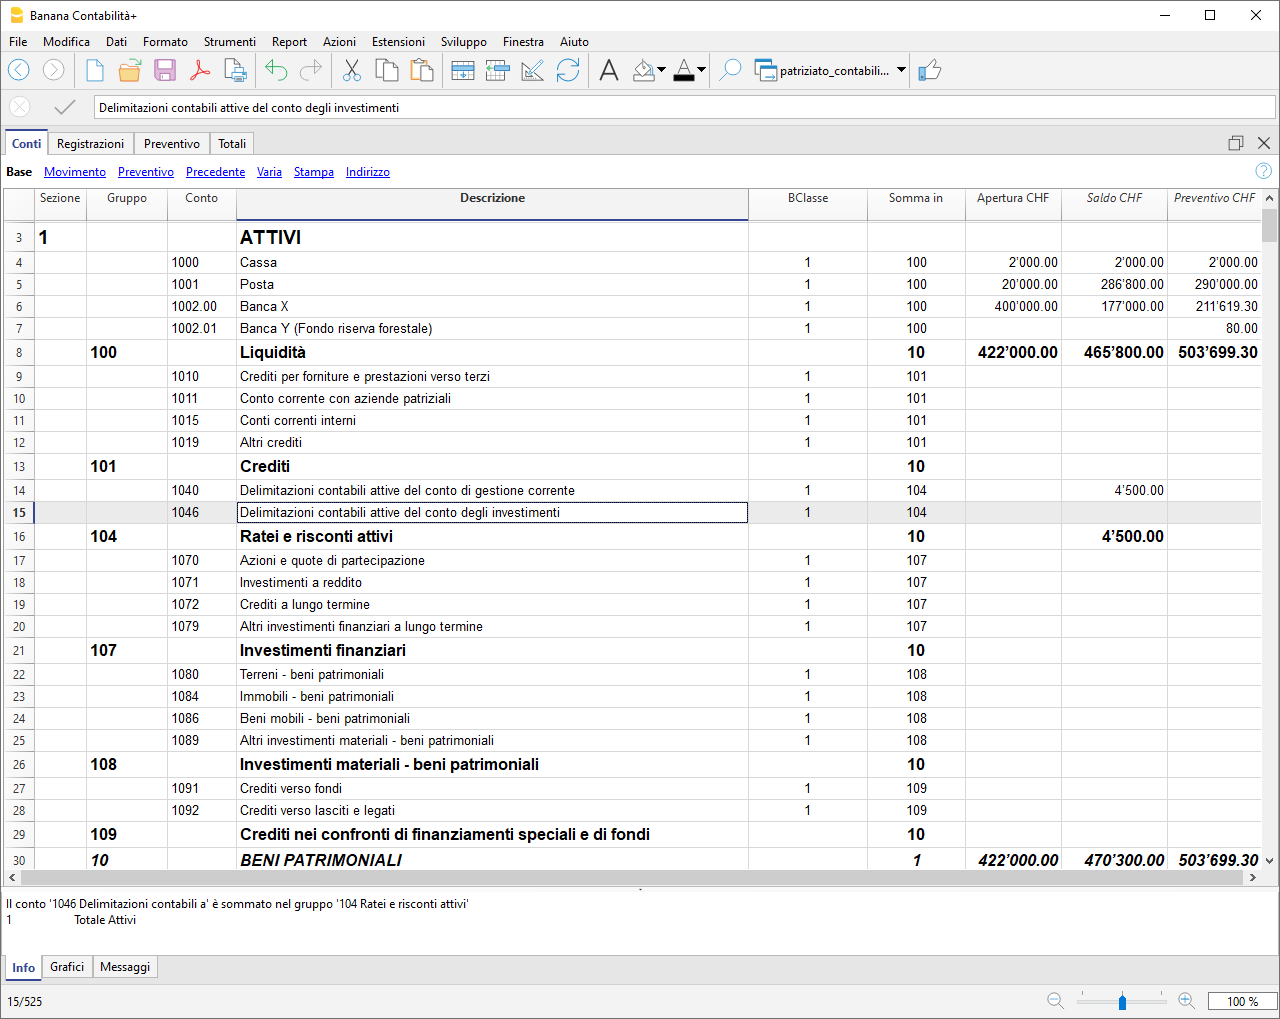 Banana Contabilità+
File Modifica Dati Formato Strumenti Report Azioni Estensioni Sviluppo Finestra Aiuto
patriziato_contabili...
Delimitazioni contabili attive del conto degli investimenti
Conti Registrazioni Preventivo Totali
Base Movimento Preventivo Precedente Varia Stampa Indirizzo
Sezione Gruppo Conto Descrizione BClasse Somma in Apertura CHF Saldo CHF Preventivo CHF
3 1 ATTIVI
4 1000 Cassa 1 100 2’000.00 2’000.00 2’000.00
5 1001 Posta 1 100 20’000.00 286’800.00 290’000.00
6 1002.00 Banca X 1 100 400’000.00 177’000.00 211’619.30
7 1002.01 Banca Y (Fondo riserva forestale) 1 100 80.00
8 100 Liquidità 10 422’000.00 465’800.00 503’699.30
9 1010 Crediti per forniture e prestazioni verso terzi 1 101
10 1011 Conto corrente con aziende patriziali 1 101
11 1015 Conti correnti interni 1 101
12 1019 Altri crediti 1 101
13 101 Crediti 10
14 1040 Delimitazioni contabili attive del conto di gestione corrente 1 104 4’500.00
15 1046 Delimitazioni contabili attive del conto degli investimenti 1 104
16 104 Ratei e risconti attivi 10 4’500.00
17 1070 Azioni e quote di partecipazione 1 107
18 1071 Investimenti a reddito 1 107
19 1072 Crediti a lungo termine 1 107
20 1079 Altri investimenti finanziari a lungo termine 1 107
21 107 Investimenti finanziari 10
22 1080 Terreni - beni patrimoniali 1 108
23 1084 Immobili - beni patrimoniali 1 108
24 1086 Beni mobili - beni patrimoniali 1 108
25 1089 Altri investimenti materiali - beni patrimoniali 1 108
26 108 Investimenti materiali - beni patrimoniali 10
27 1091 Crediti verso fondi 1 109
28 1092 Crediti verso lasciti e legati 1 109
29 109 Crediti nei confronti di finanziamenti speciali e di fondi 10
30 10 BENI PATRIMONIALI 1 422’000.00 470’300.00 503’699.30
Il conto '1046 Delimitazioni contabili a' è sommato nel gruppo '104 Ratei e risconti attivi'
1 Totale Attivi
Info Grafici Messaggi
15/525 100 %